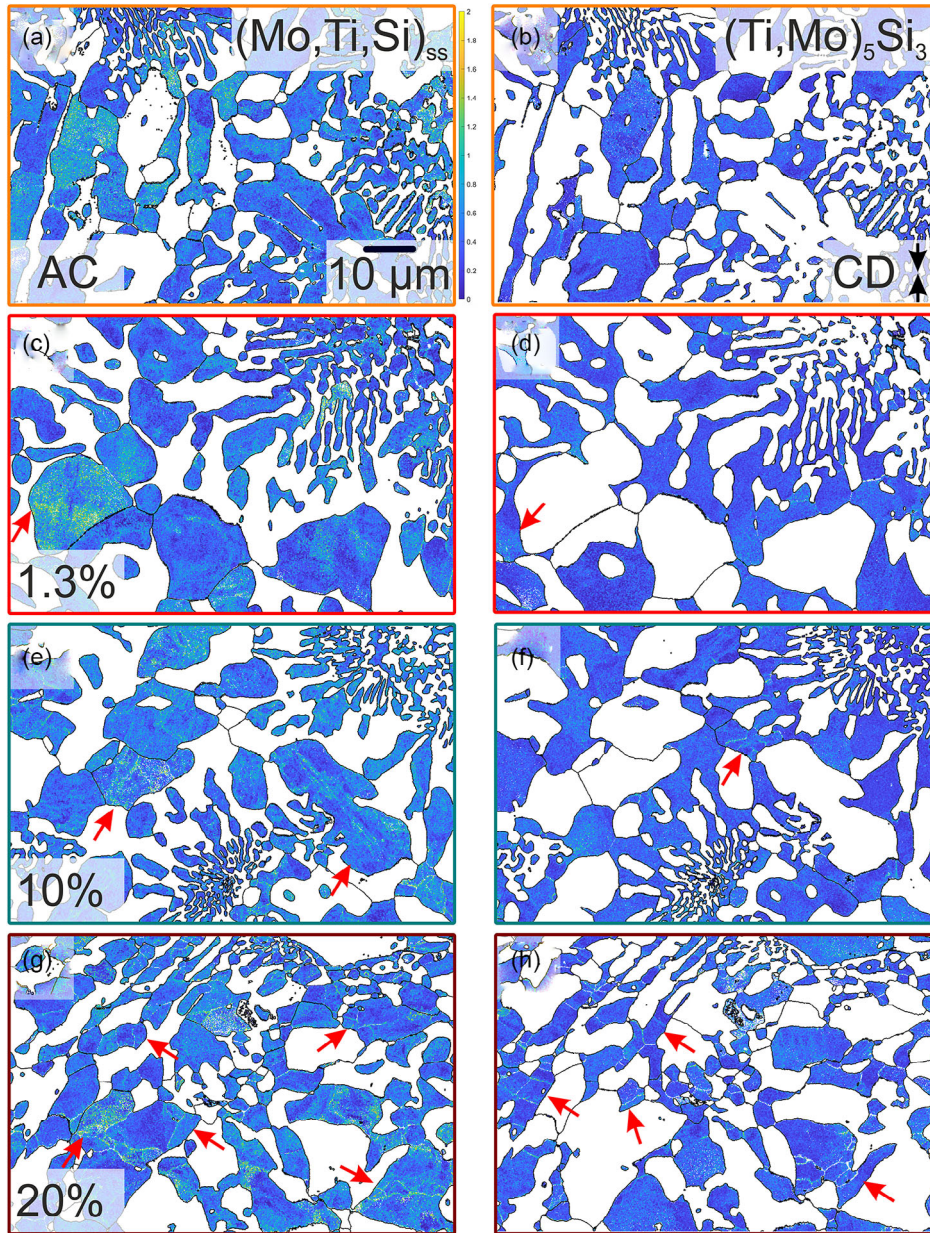 (a) (Mo,Ti,Si)ss
2
1.8
1.6
1.4
1.2
1
0.8
0.6
0.4
0.2
0
AC 10 µm
(b) (Ti,Mo)5Si3
CD
(c)
1.3%
(d)
(e)
10%
(f)
(g)
20%
(h)